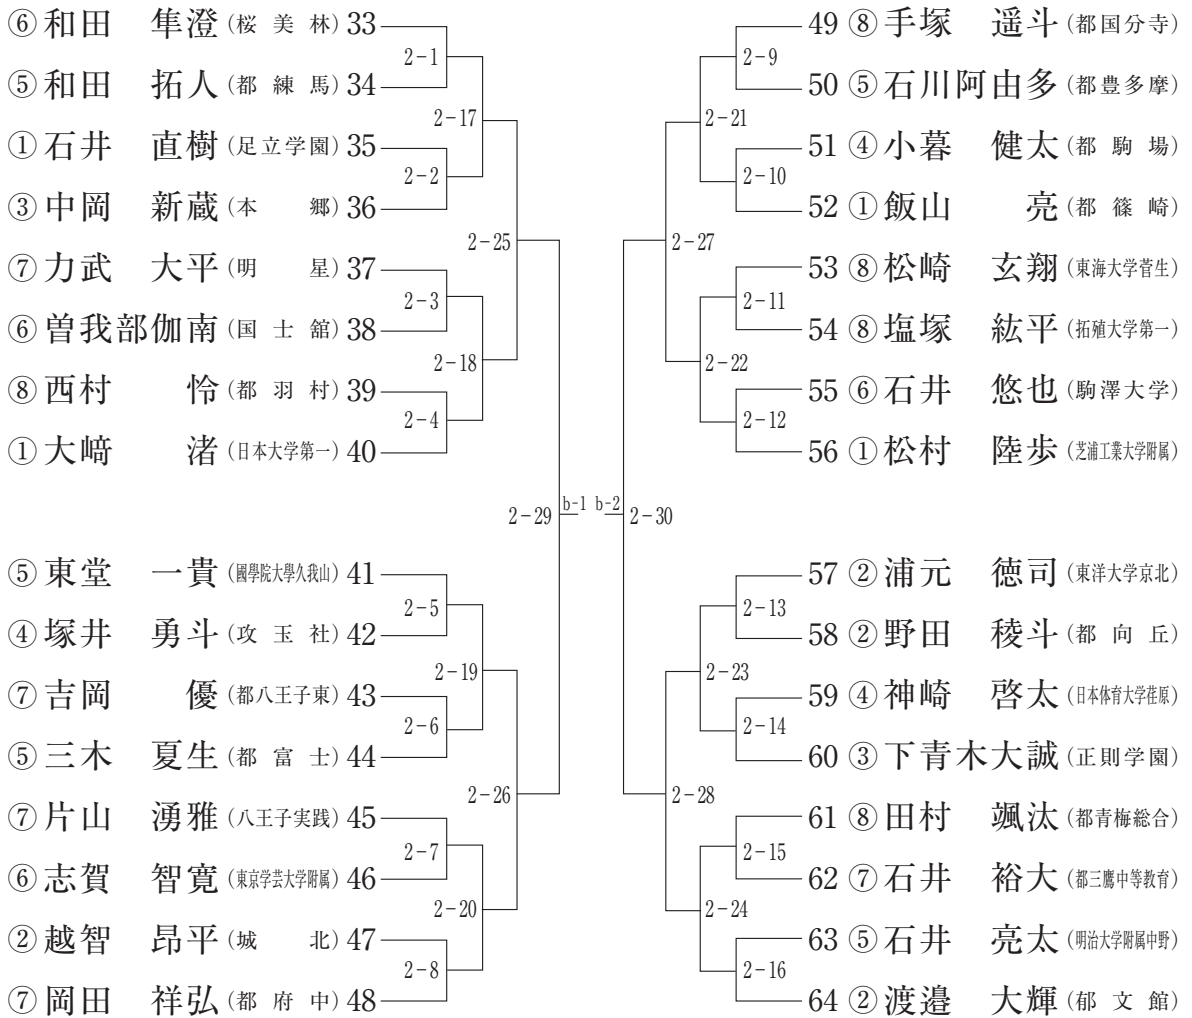 ⑥和田 隼澄(桜美林)33
2-1
⑤和田 拓人(都練馬)34
2-17
①石井 直樹(足立学園)35
2-2
③中岡 新蔵(本郷)36
2-25
⑦力武 大平(明星)37
2-3
⑥曽我部伽南(国士舘)38
2-18
⑧西村 怜(都羽村)39
2-4
①大﨑 渚(日本大学第一)40
2-29
b-1
⑤東堂 一貴(國學院大學久我山)41
2-5
④塚井 勇斗(攻玉社)42
2-19
⑦吉岡 優(都八王子東)43
2-6
⑤三木 夏生(都富士)44
2-26
⑦片山 湧雅(八王子実践)45
2-7
⑥志賀 智寛(東京学芸大学附属)46
2-20
②越智 昂平(城北)47
2-8
⑦岡田 祥弘(都府中)48
49⑧手塚 遥斗(都国分寺)
2-9
50⑤石川阿由多(都豊多摩)
2-21
51④小暮 健太(都駒場)
2-10
52①飯山 亮(都篠崎)
2-27
53⑧松崎 玄翔(東海大学菅生)
2-11
54⑧塩塚 紘平(拓殖大学第一)
2-22
55⑥石井 悠也(駒澤大学)
2-12
56①松村 陸歩(芝浦工業大学附属)
b-2
2-30
57②浦元 徳司(東洋大学京北)
2-13
58②野田 稜斗(都向丘)
2-23
59④神崎 啓太(日本体育大学荏原)
2-14
60③下青木大誠(正則学園)
2-28
61⑧田村 颯汰(都青梅総合)
2-15
62⑦石井 裕大(都三鷹中等教育)
2-24
63⑤石井 亮太(明治大学附属中野)
2-16
64②渡邉 大輝(郁文館)